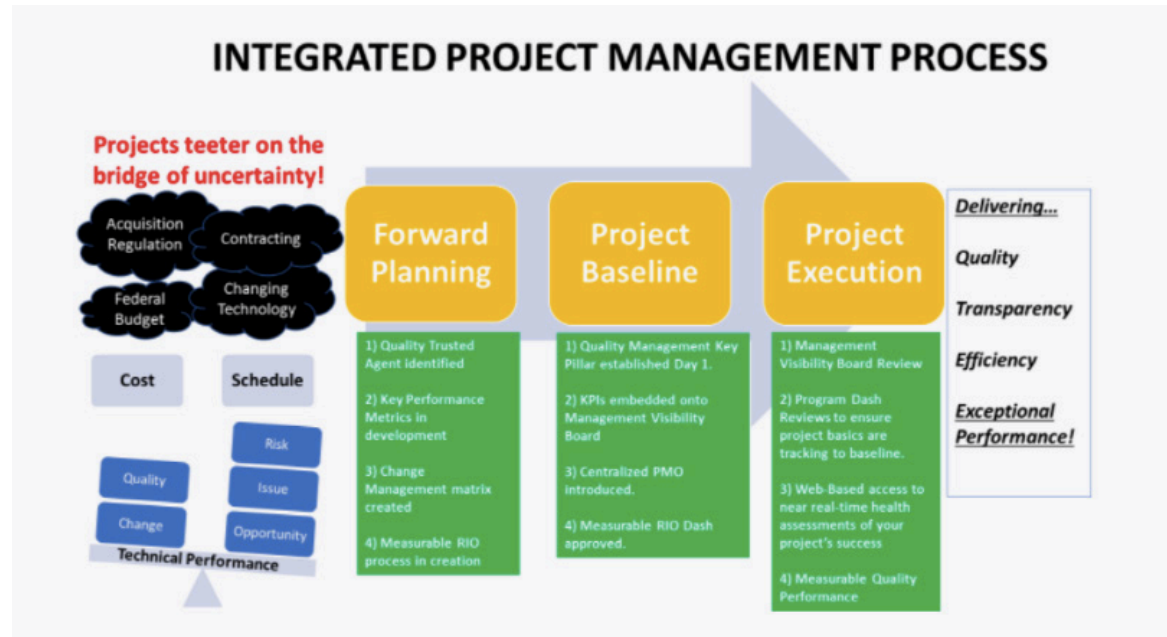 INTEGRATED PROJECT MANAGEMENT PROCESS
Projects teeter on the
bridge of uncertainty!
Acquisition
Regulation
Contracting
Federal
Budget
Changing
Technology
Cost
Schedule
Risk
Quality
Issue
Change
Opportunity
Technical Performance
Forward
Planning
1) Quality Trusted
Agent identified
2) Key Performance
Metrics in
development
3) Change
Management matrix
created
4) Measurable RIO
process in creation
Project
Baseline
1) Quality Management Key
Pillar established Day 1.
2) KPIs embedded onto
Management Visibility
Board
3) Centralized PMO
introduced.
4) Measurable RIO Dash
approved.
Project
Execution
1) Management
Visibility Board Review
2) Program Dash
Reviews to ensure
project basics are
tracking to baseline.
3) Web-Based access to
near real-time health
assessments of your
project's success
4) Measurable Quality
Performance
Delivering...
Quality
Transparency
Efficiency
Exceptional
Performance!